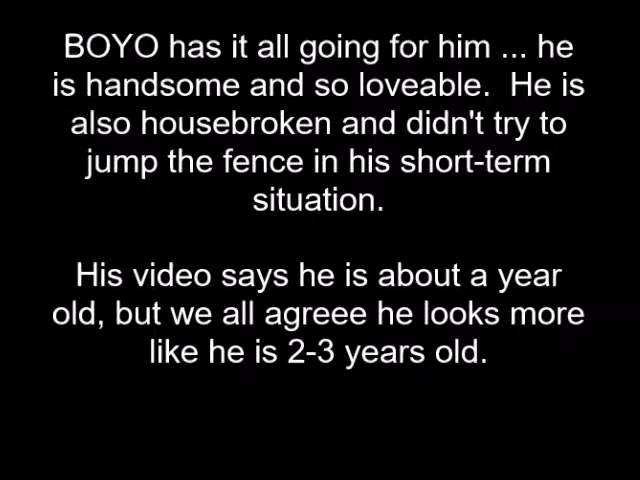 BOYO has it all going for him ... he
is handsome and so loveable.  He is
also housebroken and didn't try to
jump the fence in his short-term
situation.
His video says he is about a year
old, but we all agreee he looks more
like he is 2-3 years old.